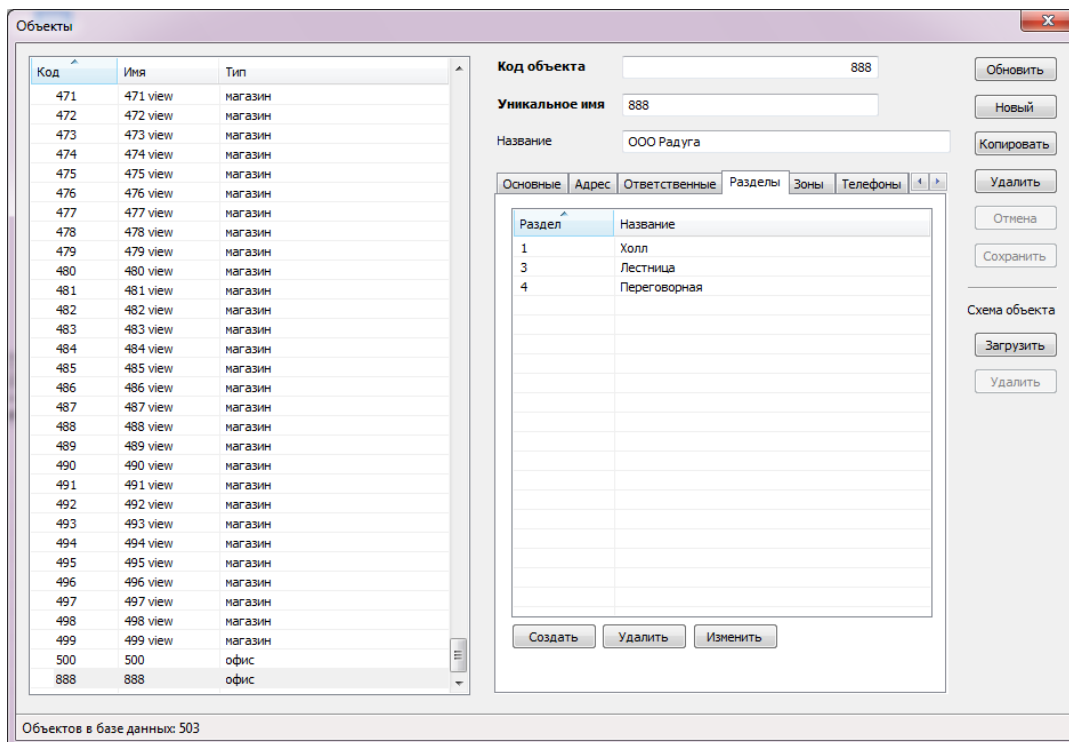 Объекты
Код Имя Тип
471 471 view магазин
472 472 view магазин
473 473 view магазин
474 474 view магазин
475 475 view магазин
476 476 view магазин
477 477 view магазин
478 478 view магазин
479 479 view магазин
480 480 view магазин
481 481 view магазин
482 482 view магазин
483 483 view магазин
484 484 view магазин
485 485 view магазин
486 486 view магазин
487 487 view магазин
488 488 view магазин
489 489 view магазин
490 490 view магазин
491 491 view магазин
492 492 view магазин
493 493 view магазин
494 494 view магазин
495 495 view магазин
496 496 view магазин
497 497 view магазин
498 498 view магазин
499 499 view магазин
500 500 офис
888 888 офис
Код объекта 888
Уникальное имя 888
Название ООО Радуга
Основные Адрес Ответственные Разделы Зоны Телефоны
Раздел Название
1 Холл
3 Лестница
4 Переговорная
Создать Удалить Изменить
Обновить
Новый
Копировать
Удалить
Отмена
Сохранить
Схема объекта
Загрузить
Удалить
Объектов в базе данных: 503